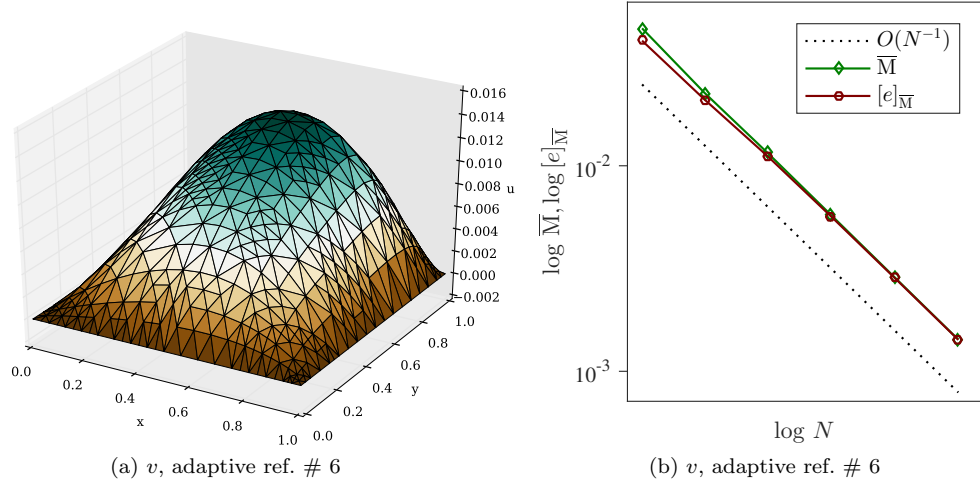 0.016
0.014
0.012
0.010
0.008
u
0.006
0.004
0.002
0.000
−0.002
0.0
0.2
0.4
0.6
0.8
1.0
x
0.0
0.2
0.4
0.6
0.8
1.0
y
(a) v, adaptive ref. # 6
O(N⁻¹)
M̅
[e]_M̅
log M̅, log [e]_M̅
10⁻²
10⁻³
log N
(b) v, adaptive ref. # 6